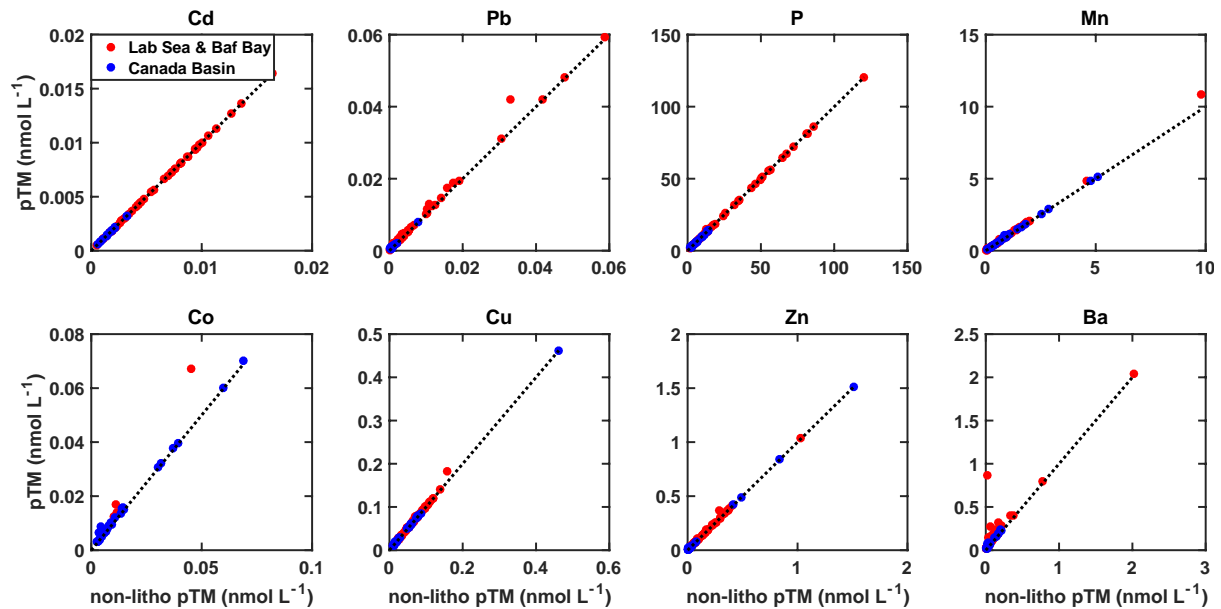 Cd Pb P Mn
0.02 0.06 150 15
Lab Sea & Baf Bay
Canada Basin
0.015 0.04 100 10
0.01
0.02 50 5
0.005
0 0 0 0
0 0.01 0.02 0 0.02 0.04 0.06 0 50 100 150 0 5 10
pTM (nmol L⁻¹)
Co Cu Zn Ba
0.08 0.5 2 2.5
0.06 0.4 1.5 2
0.04 0.3 1 1.5
0.02 0.2 0.5 1
0.1 0.5
0 0 0 0
0 0.05 0.1 0 0.2 0.4 0.6 0 1 2 0 1 2 3
pTM (nmol L⁻¹)
non-litho pTM (nmol L⁻¹) non-litho pTM (nmol L⁻¹) non-litho pTM (nmol L⁻¹) non-litho pTM (nmol L⁻¹)